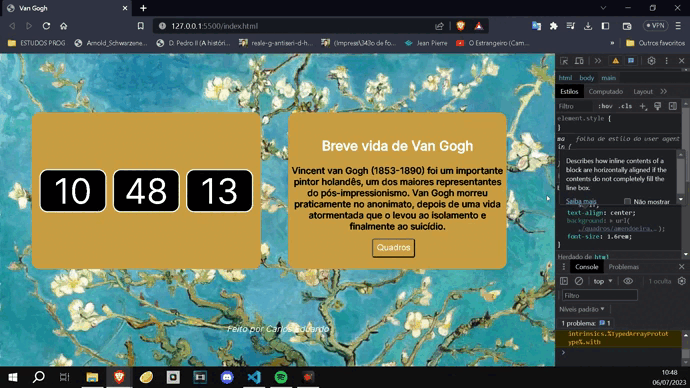 Van Gogh
127.0.0.1:5500/index.html
VPN
ESTUDOS PROG
Arnold_Schwarzene...
D. Pedro II (A histόri...
reale-g-antiseri-d-h...
(Impress\343o de fo...
Jean Pierre
O Estrangeiro (Cam...
Outros favoritos
html body main
Estilos Computado Layout
Filtro :hov .cls
element.style {
}
folha de estilo do user agent
Describes how inline contents of a block are horizontally aligned if the contents do not completely fill the line box.
Saiba mais Não mostrar
text-align: center;
background: url(
../quadros/amendoeira...
font-size: 1.6rem;
}
Herdado de html
Console Problemas
top
Filtro
Níveis padrão
1 problema: 1
intrinsics.%TypedArrayProtot
ype%.with
10 48 13
Breve vida de Van Gogh
Vincent van Gogh (1853-1890) foi um importante
pintor holandês, um dos maiores representantes
do pós-impressionismo. Van Gogh morreu
praticamente no anonimato, depois de uma vida
atormentada que o levou ao isolamento e
finalmente ao suicídio.
Quadros
Feito por Carlos Eduardo
10:48
06/07/2023